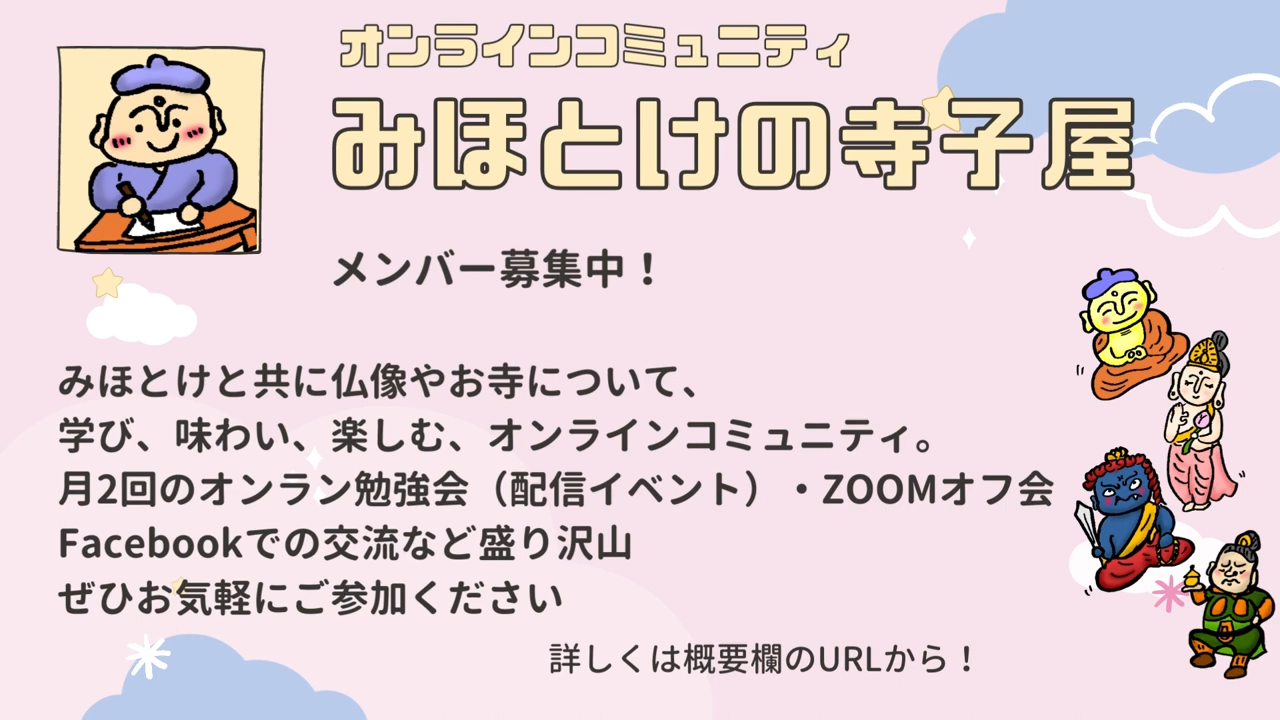 オンラインコミュニティ
みほとけの寺子屋
メンバー募集中！
みほとけと共に仏像やお寺について、
学び、味わい、楽しむ、オンラインコミュニティ。
月2回のオンラン勉強会（配信イベント）・ZOOMオフ会
Facebookでの交流など盛り沢山
ぜひお気軽にご参加ください
詳しくは概要欄のURLから！